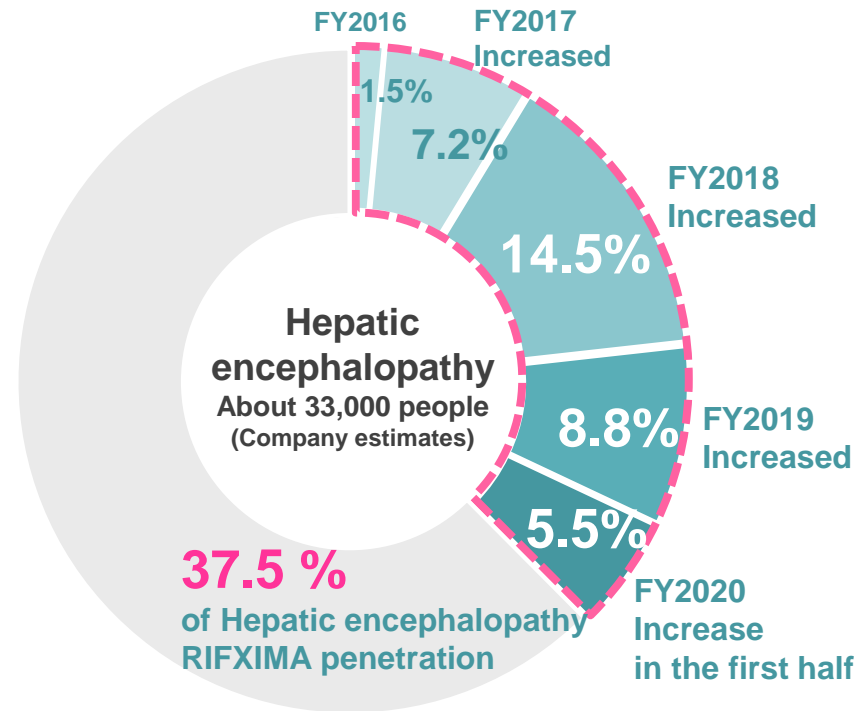 FY2016
FY2017
Increased
1.5%
7.2%
FY2018
Increased
14.5%
Hepatic
encephalopathy
About 33,000 people
(Company estimates)
8.8%
FY2019
Increased
5.5%
37.5 %
of Hepatic encephalopathy
RIFXIMA penetration
FY2020
Increase
in the first half